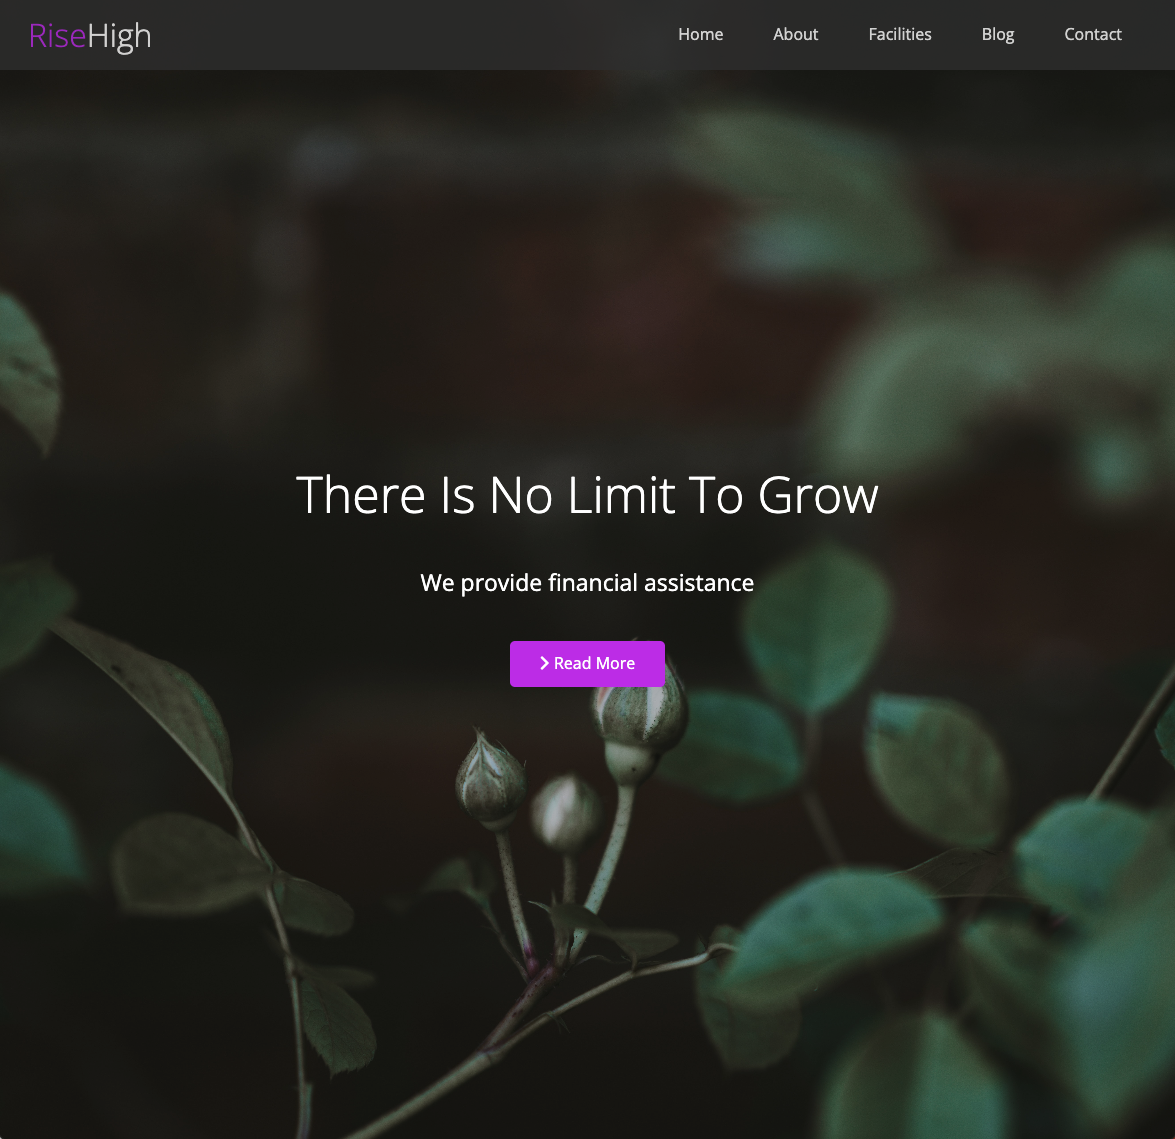 RiseHigh
Home About Facilities Blog Contact
There Is No Limit To Grow
We provide financial assistance
Read More